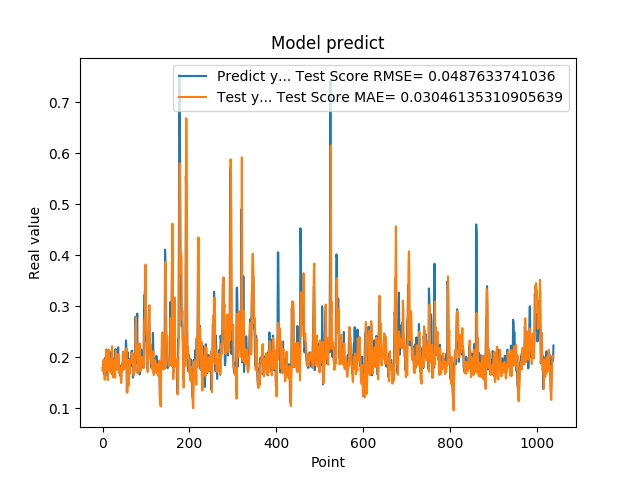 Model predict
Predict y... Test Score RMSE= 0.0487633741036
Test y... Test Score MAE= 0.03046135310905639
0.7
0.6
0.5
0.4
0.3
0.2
0.1
Real value
0 200 400 600 800 1000
Point